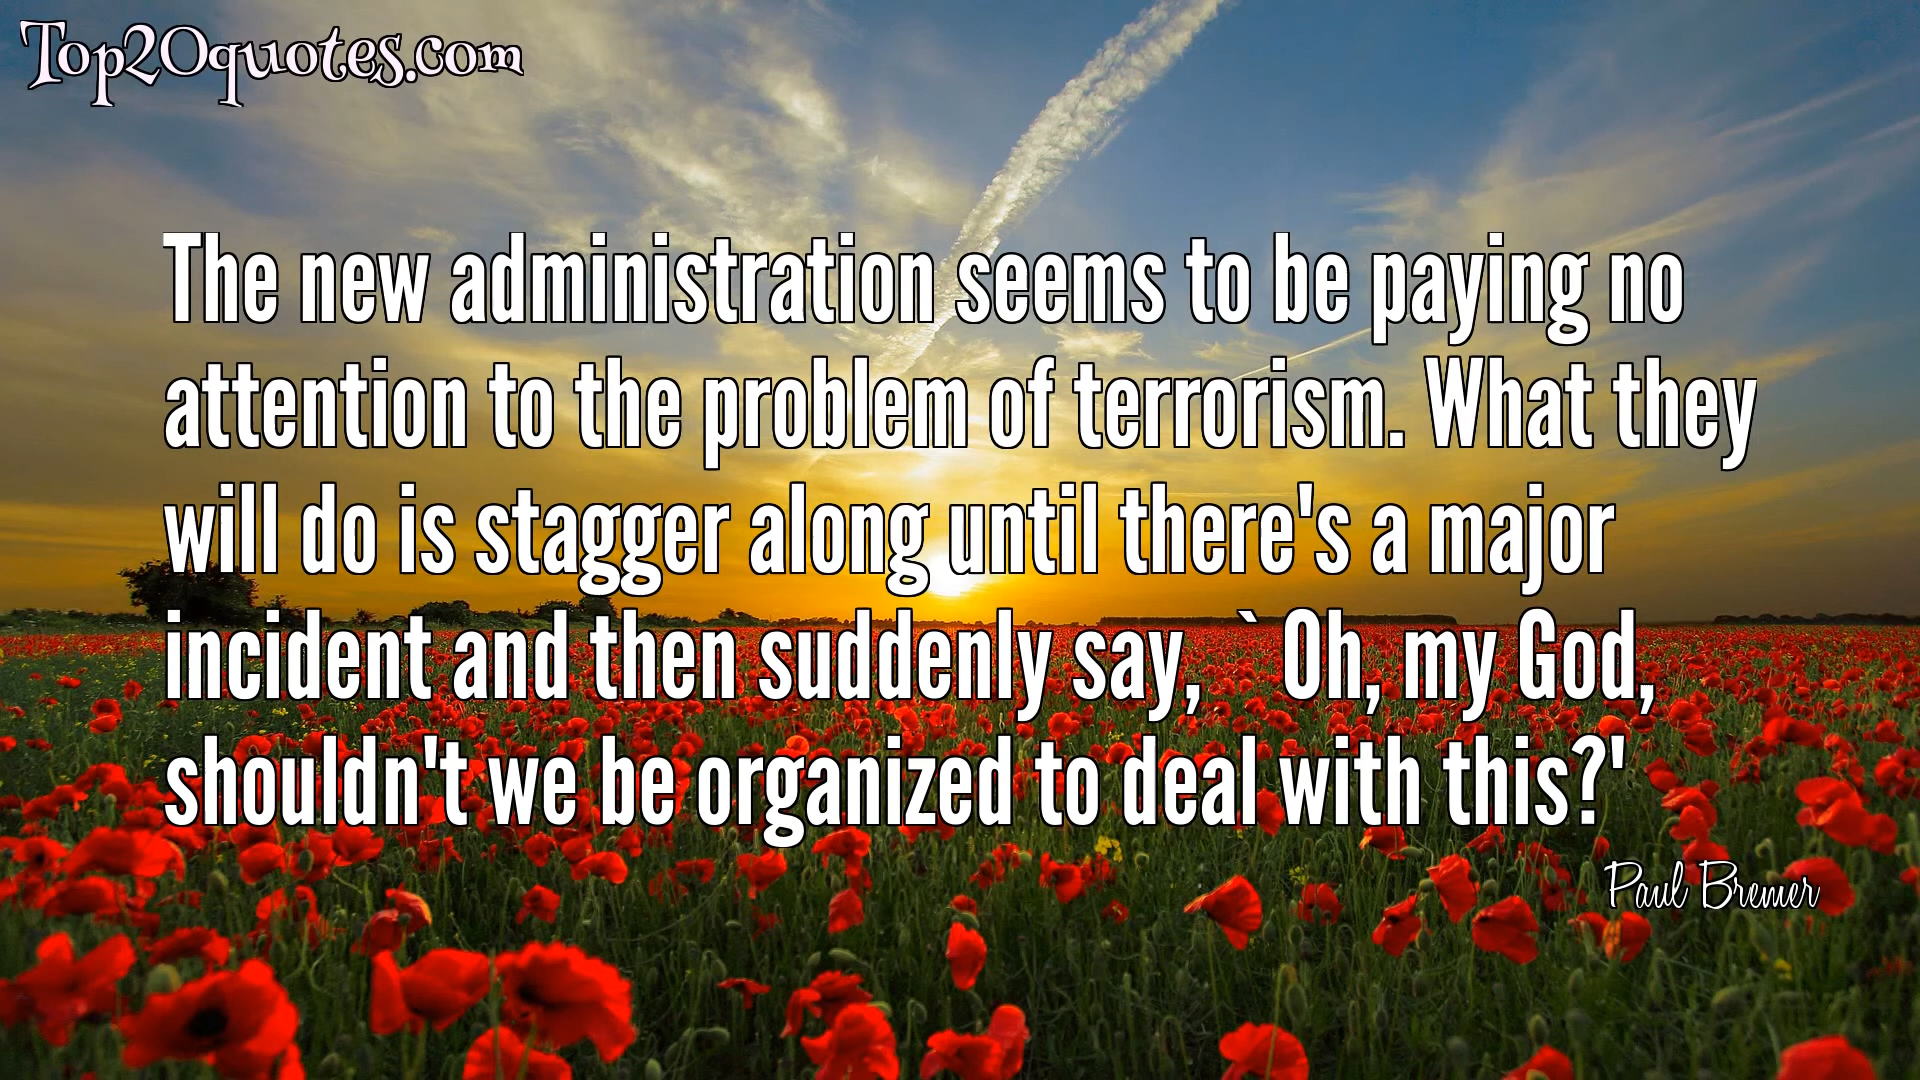 Top20quotes.com
The new administration seems to be paying no
attention to the problem of terrorism. What they
will do is stagger along until there's a major
incident and then suddenly say, ` Oh, my God,
shouldn't we be organized to deal with this?'
Paul Bremer